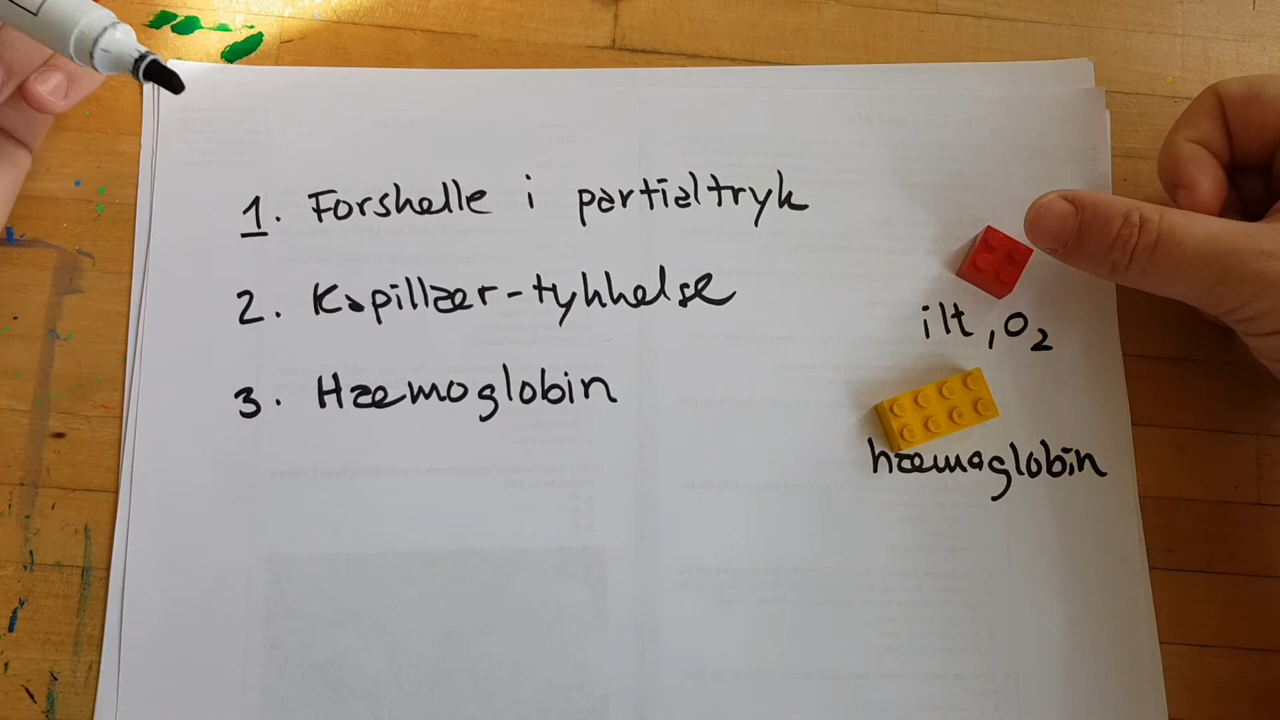 1. Forskelle i partialtryk
2. Kapillær-tykkelse
3. Hæmoglobin
ilt, O2
hæmoglobin